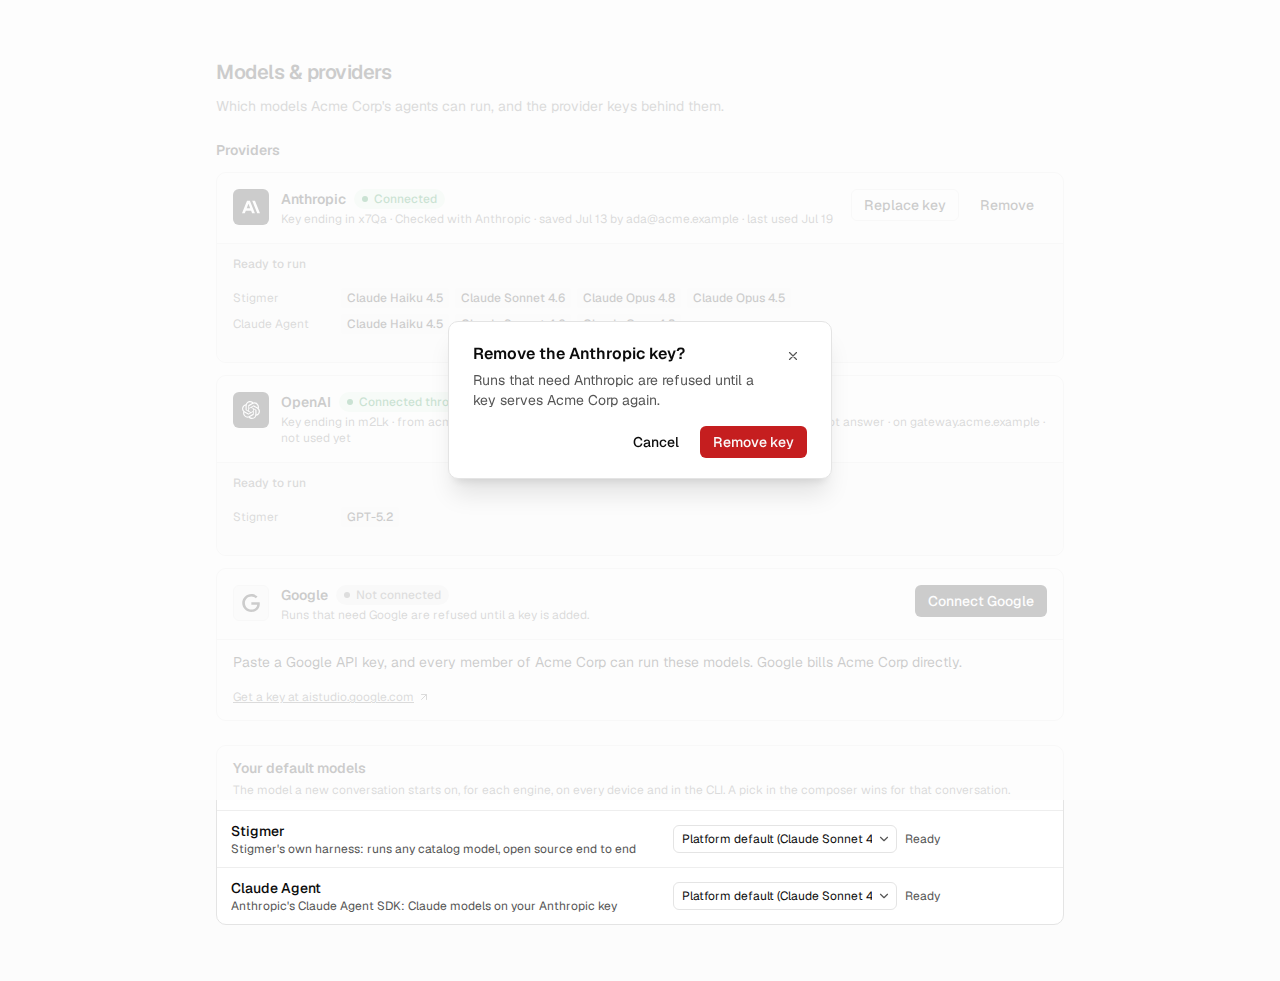 Models & providers
Which models Acme Corp's agents can run, and the provider keys behind them.
Providers
Anthropic
Connected
Key ending in x7Qa · Checked with Anthropic · saved Jul 13 by ada@acme.example · last used Jul 19
Replace key
Remove
Ready to run
Stigmer
Claude Haiku 4.5
Claude Sonnet 4.6
Claude Opus 4.8
Claude Opus 4.5
Claude Agent
Claude Haiku 4.5
Remove the Anthropic key?
Runs that need Anthropic are refused until a
key serves Acme Corp again.
Cancel
Remove key
OpenAI
Connected thro
Key ending in m2Lk · from acm
ot answer · on gateway.acme.example ·
not used yet
Ready to run
Stigmer
GPT-5.2
Google
Not connected
Runs that need Google are refused until a key is added.
Connect Google
Paste a Google API key, and every member of Acme Corp can run these models. Google bills Acme Corp directly.
Get a key at aistudio.google.com
Your default models
The model a new conversation starts on, for each engine, on every device and in the CLI. A pick in the composer wins for that conversation.
Stigmer
Stigmer's own harness: runs any catalog model, open source end to end
Platform default (Claude Sonnet 4
Ready
Claude Agent
Anthropic's Claude Agent SDK: Claude models on your Anthropic key
Platform default (Claude Sonnet 4
Ready